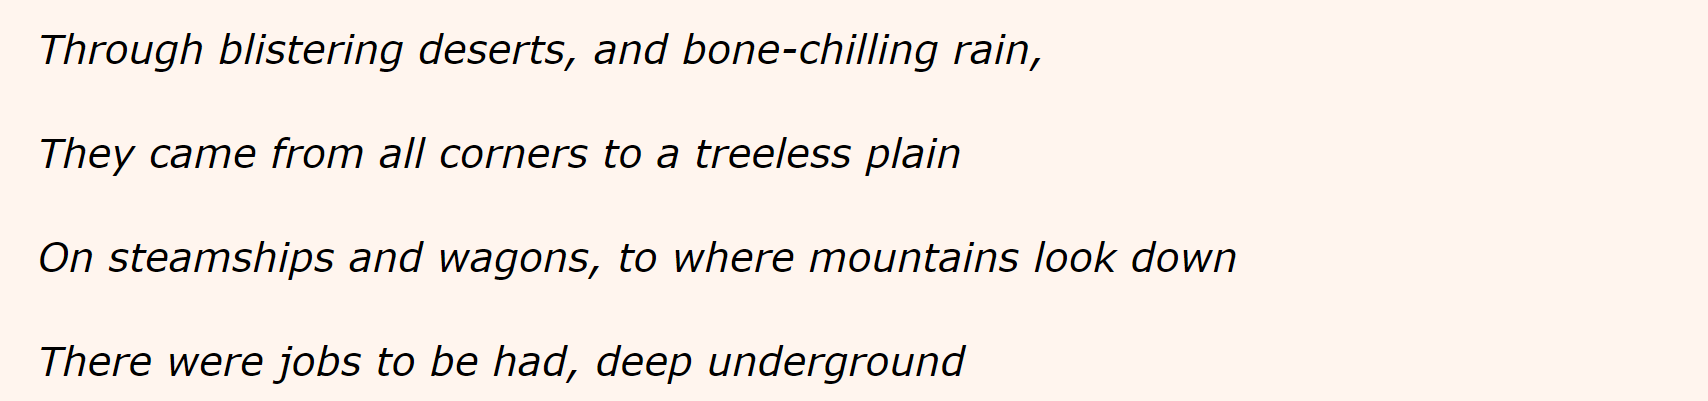 Through blistering deserts, and bone-chilling rain,
They came from all corners to a treeless plain
On steamships and wagons, to where mountains look down
There were jobs to be had, deep underground